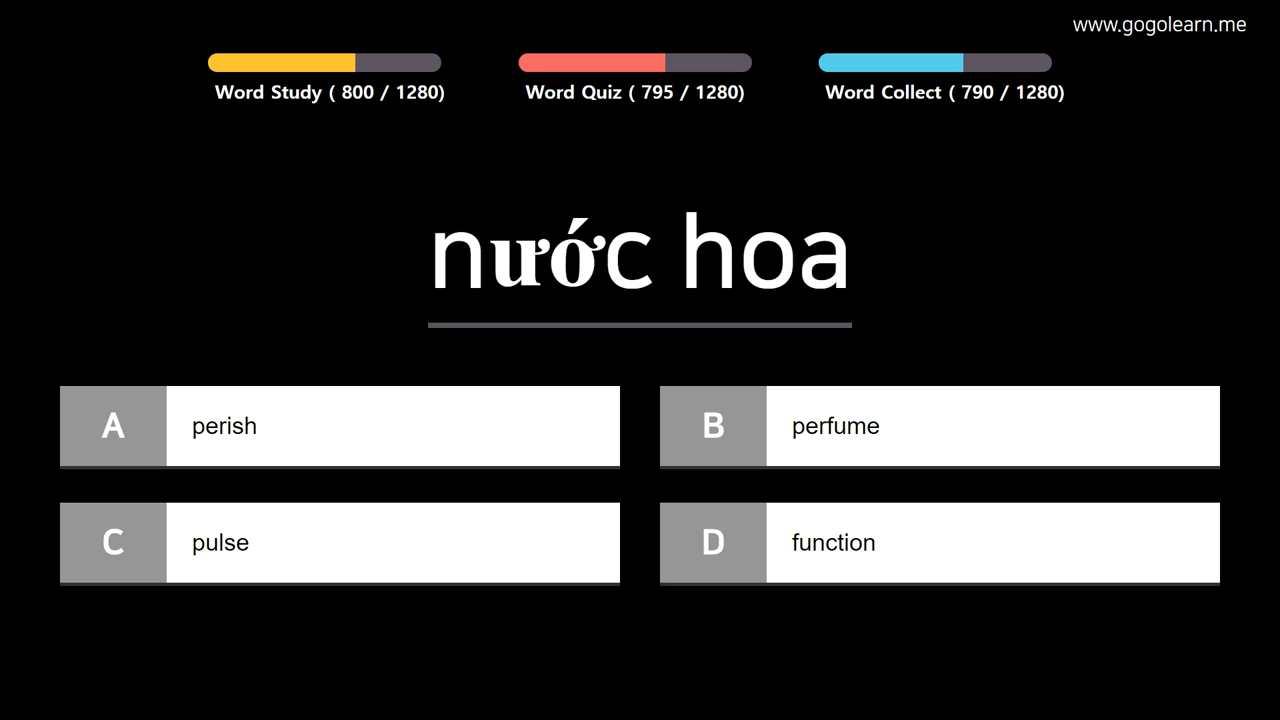 www.gogolearn.me
Word Study ( 800 / 1280)
Word Quiz ( 795 / 1280)
Word Collect ( 790 / 1280)
nước hoa
A perish
B perfume
C pulse
D function